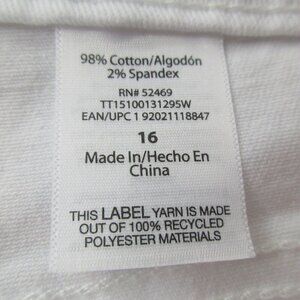 98% Cotton/Algodón
2% Spandex
RN# 52469
TT15100131295W
EAN/UPC 1 92021118847
16
Made In/Hecho En
China
THIS LABEL YARN IS MADE
OUT OF 100% RECYCLED
POLYESTER MATERIALS